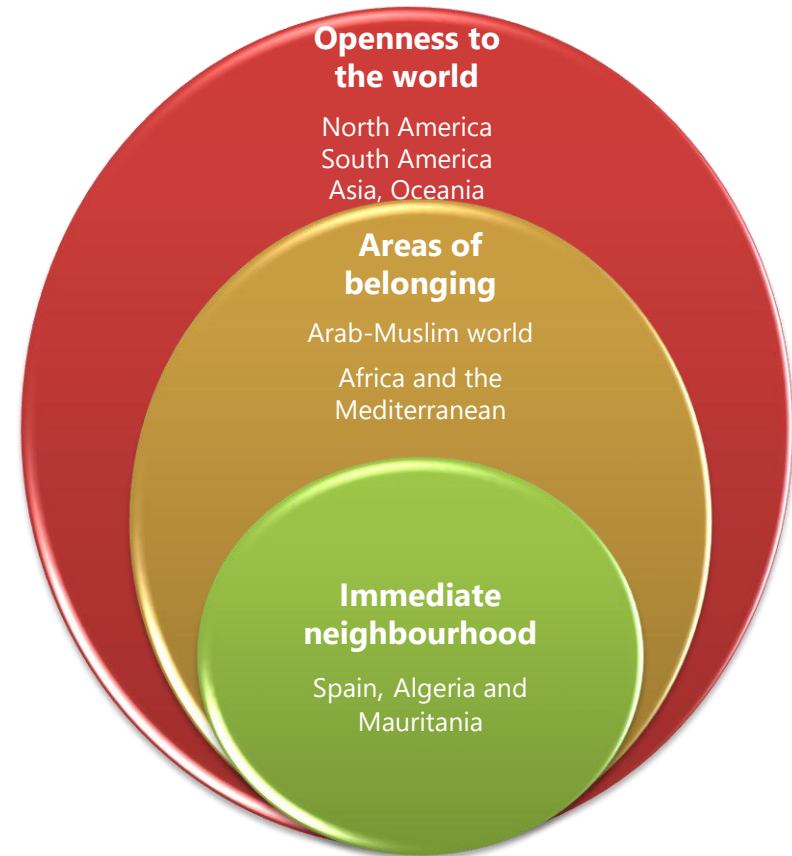 Openness to
the world
North America
South America
Asia, Oceania
Areas of
belonging
Arab-Muslim world
Africa and the
Mediterranean
Immediate
neighbourhood
Spain, Algeria and
Mauritania